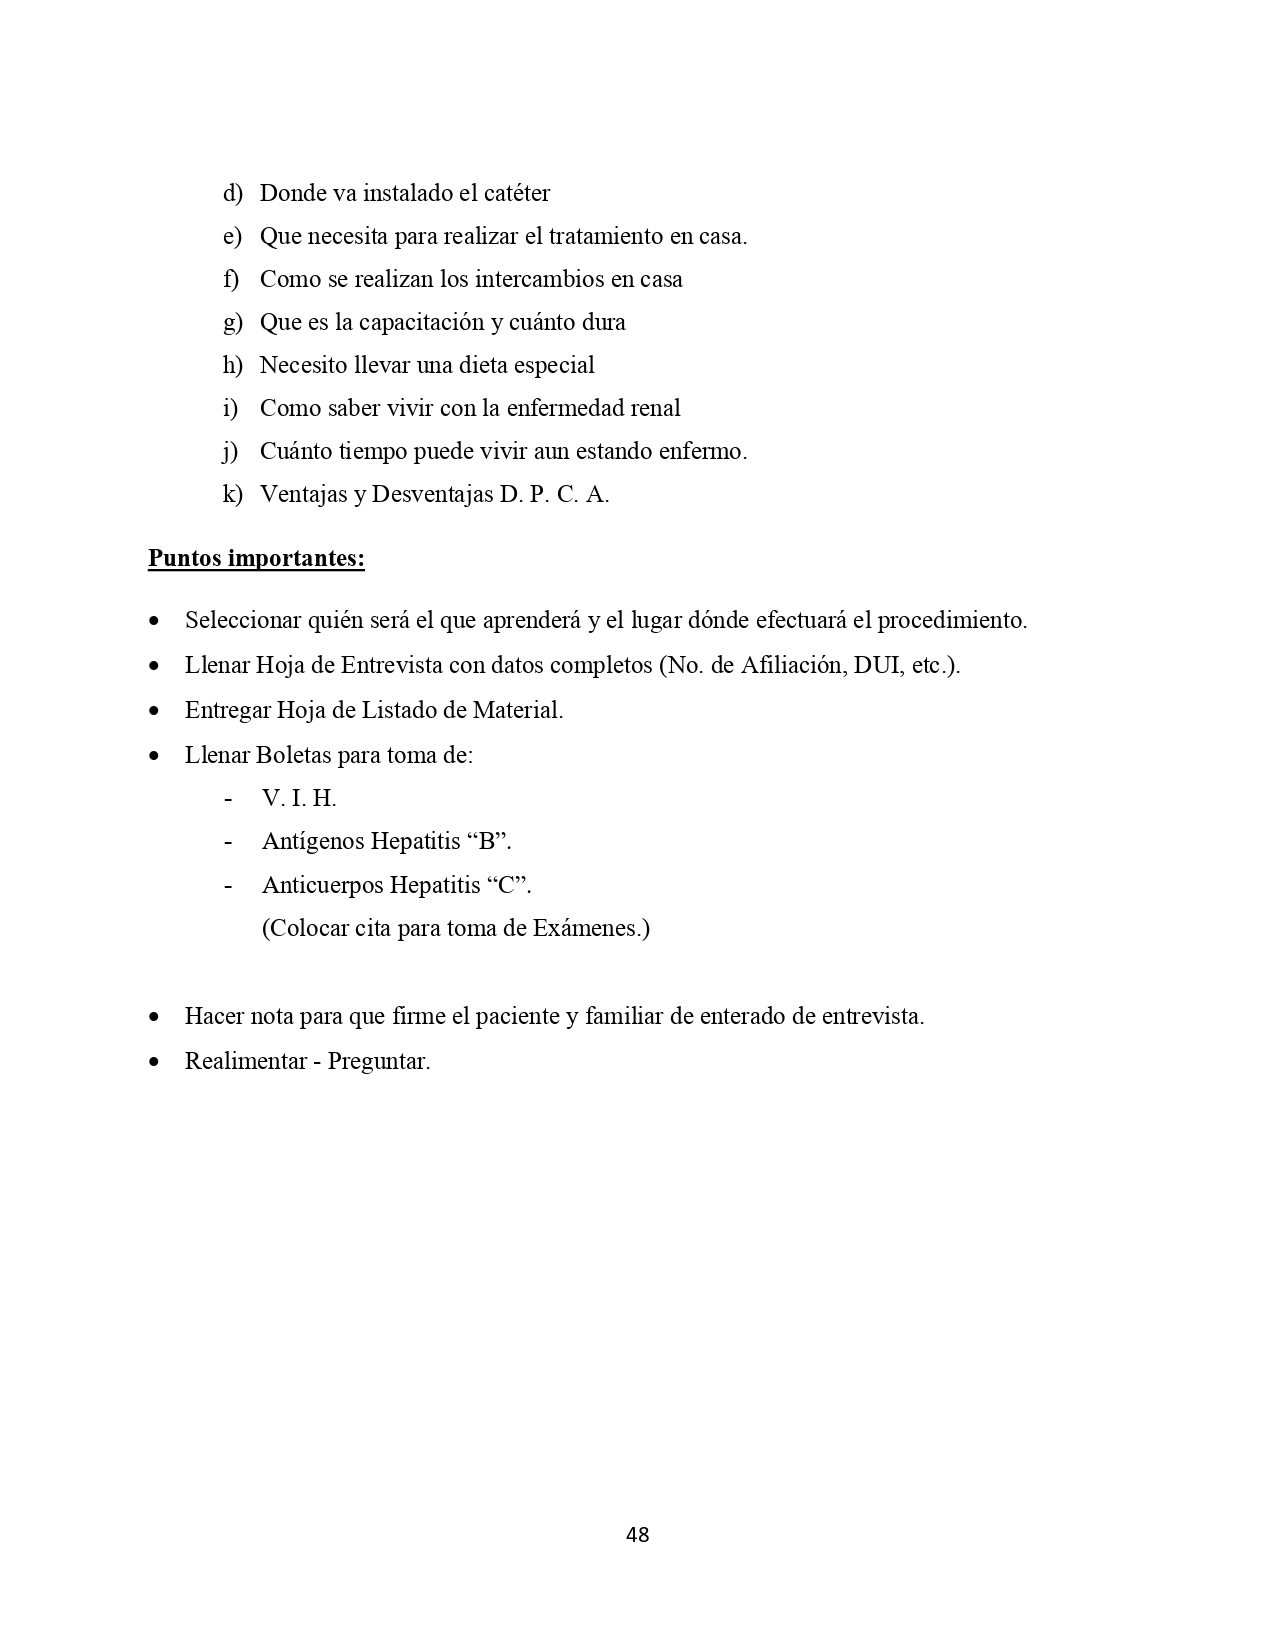 d) Donde va instalado el catéter
e) Que necesita para realizar el tratamiento en casa.
f) Como se realizan los intercambios en casa
g) Que es la capacitación y cuánto dura
h) Necesito llevar una dieta especial
i) Como saber vivir con la enfermedad renal
j) Cuánto tiempo puede vivir aun estando enfermo.
k) Ventajas y Desventajas D. P. C. A.
Puntos importantes:
• Seleccionar quién será el que aprenderá y el lugar dónde efectuará el procedimiento.
• Llenar Hoja de Entrevista con datos completos (No. de Afiliación, DUI, etc.).
• Entregar Hoja de Listado de Material.
• Llenar Boletas para toma de:
- V. I. H.
- Antígenos Hepatitis “B”.
- Anticuerpos Hepatitis “C”.
(Colocar cita para toma de Exámenes.)
• Hacer nota para que firme el paciente y familiar de enterado de entrevista.
• Realimentar - Preguntar.
48